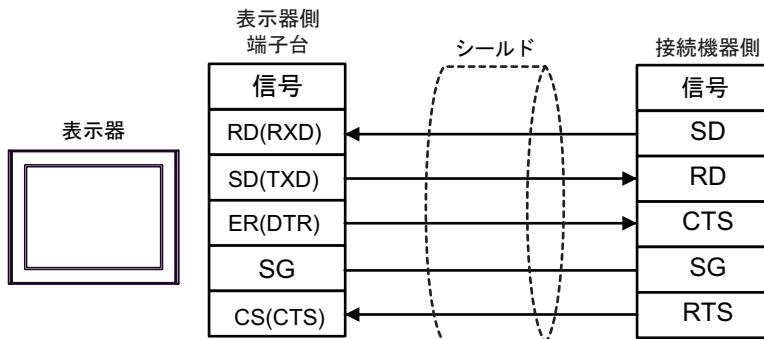 表示器側
端子台
シールド
接続機器側
表示器
信号
信号
RD(RXD)
SD
SD(TXD)
RD
ER(DTR)
CTS
SG
SG
CS(CTS)
RTS